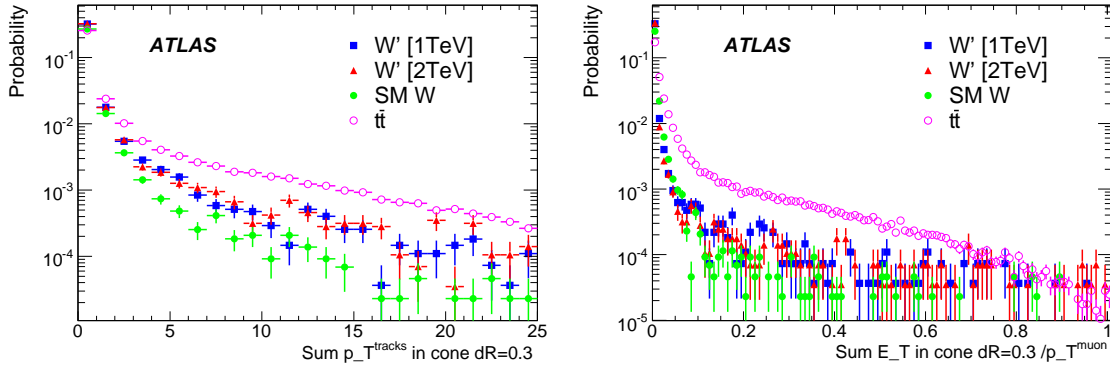 Probability
ATLAS
W' [1TeV]
W' [2TeV]
SM W
tt̄
10⁻¹
10⁻²
10⁻³
10⁻⁴
0 5 10 15 20 25
Sum p_T^tracks in cone dR=0.3
Probability
ATLAS
W' [1TeV]
W' [2TeV]
SM W
tt̄
10⁻¹
10⁻²
10⁻³
10⁻⁴
10⁻⁵
0 0.2 0.4 0.6 0.8 1
Sum E_T in cone dR=0.3 /p_T^muon